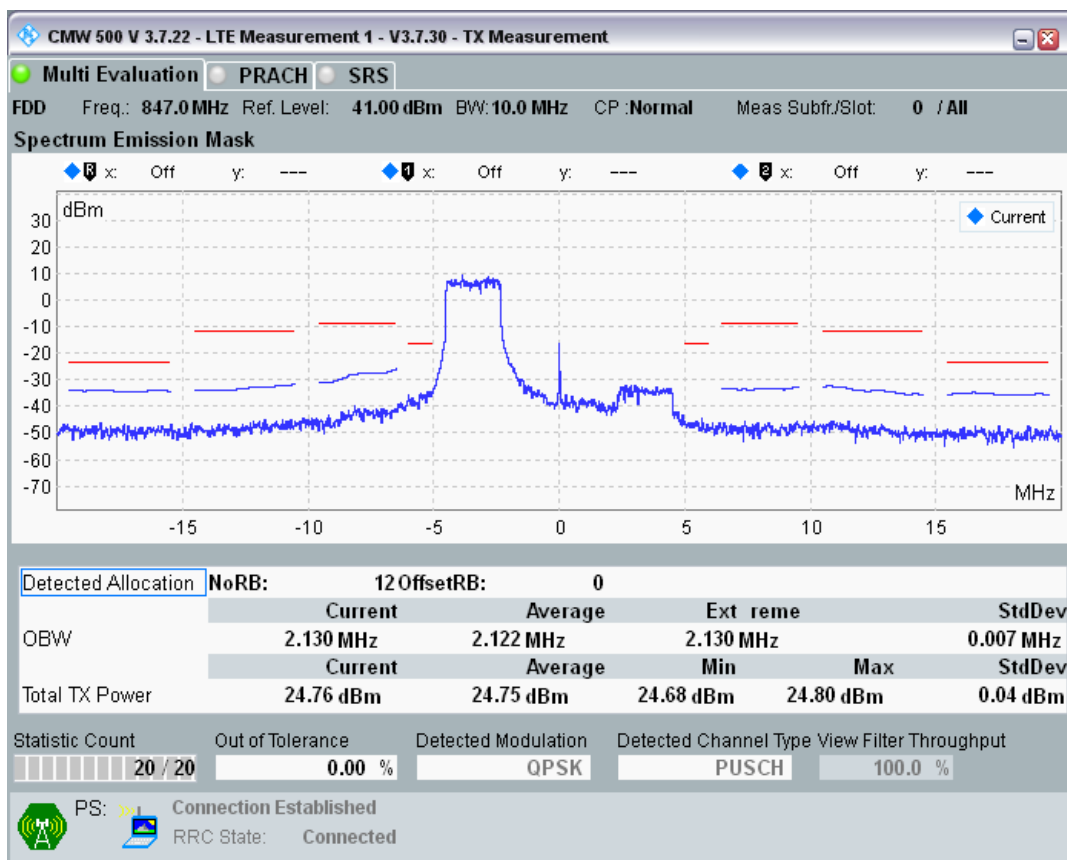 CMW 500 V 3.7.22 - LTE Measurement 1 - V3.7.30 - TX Measurement
Multi Evaluation PRACH SRS
FDD Freq.: 847.0 MHz Ref. Level: 41.00 dBm BW: 10.0 MHz CP :Normal Meas Subfr./Slot: 0 / All
Spectrum Emission Mask
R x: Off y: --- 1 x: Off y: --- 2 x: Off y: ---
dBm
Current
30
20
10
0
-10
-20
-30
-40
-50
-60
-70
MHz
-15 -10 -5 0 5 10 15
Detected Allocation NoRB: 12 OffsetRB: 0
Current Average Ext reme StdDev
OBW 2.130 MHz 2.122 MHz 2.130 MHz 0.007 MHz
Current Average Min Max StdDev
Total TX Power 24.76 dBm 24.75 dBm 24.68 dBm 24.80 dBm 0.04 dBm
Statistic Count Out of Tolerance Detected Modulation Detected Channel Type View Filter Throughput
20 / 20 0.00 % QPSK PUSCH 100.0 %
PS: Connection Established
RRC State: Connected